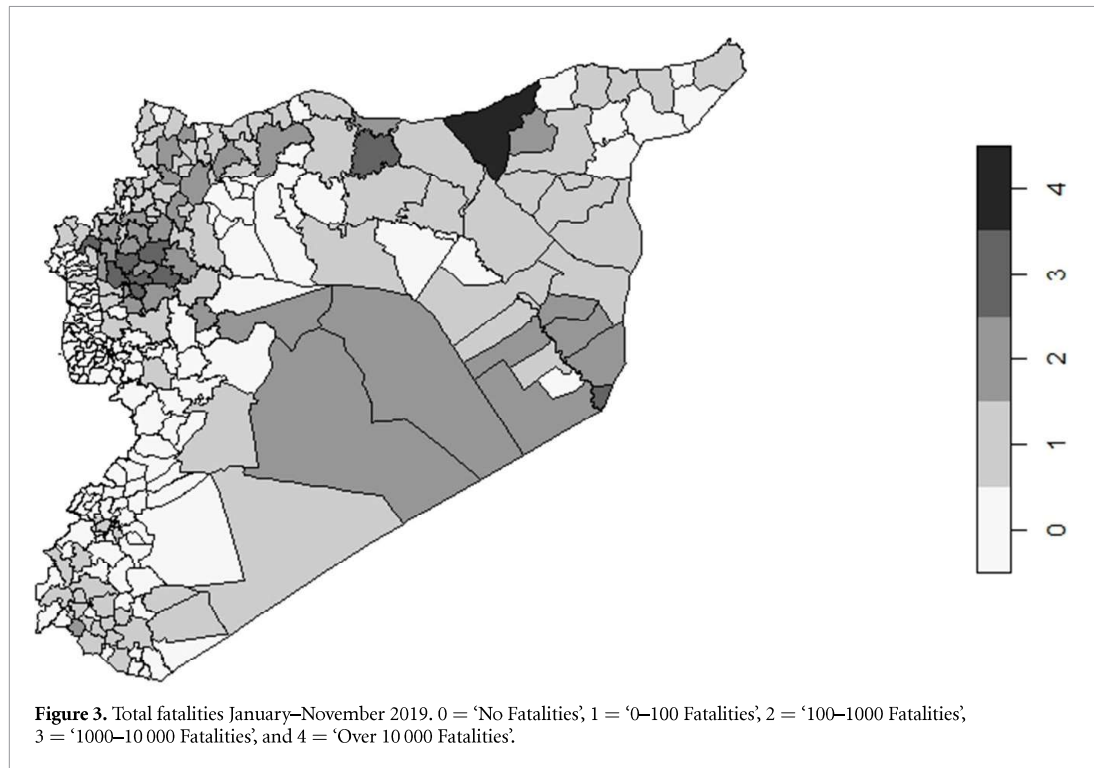 4
3
2
1
0
Figure 3. Total fatalities January–November 2019. 0 = ‘No Fatalities’, 1 = ‘0–100 Fatalities’, 2 = ‘100–1000 Fatalities’,
3 = ‘1000–10 000 Fatalities’, and 4 = ‘Over 10 000 Fatalities’.